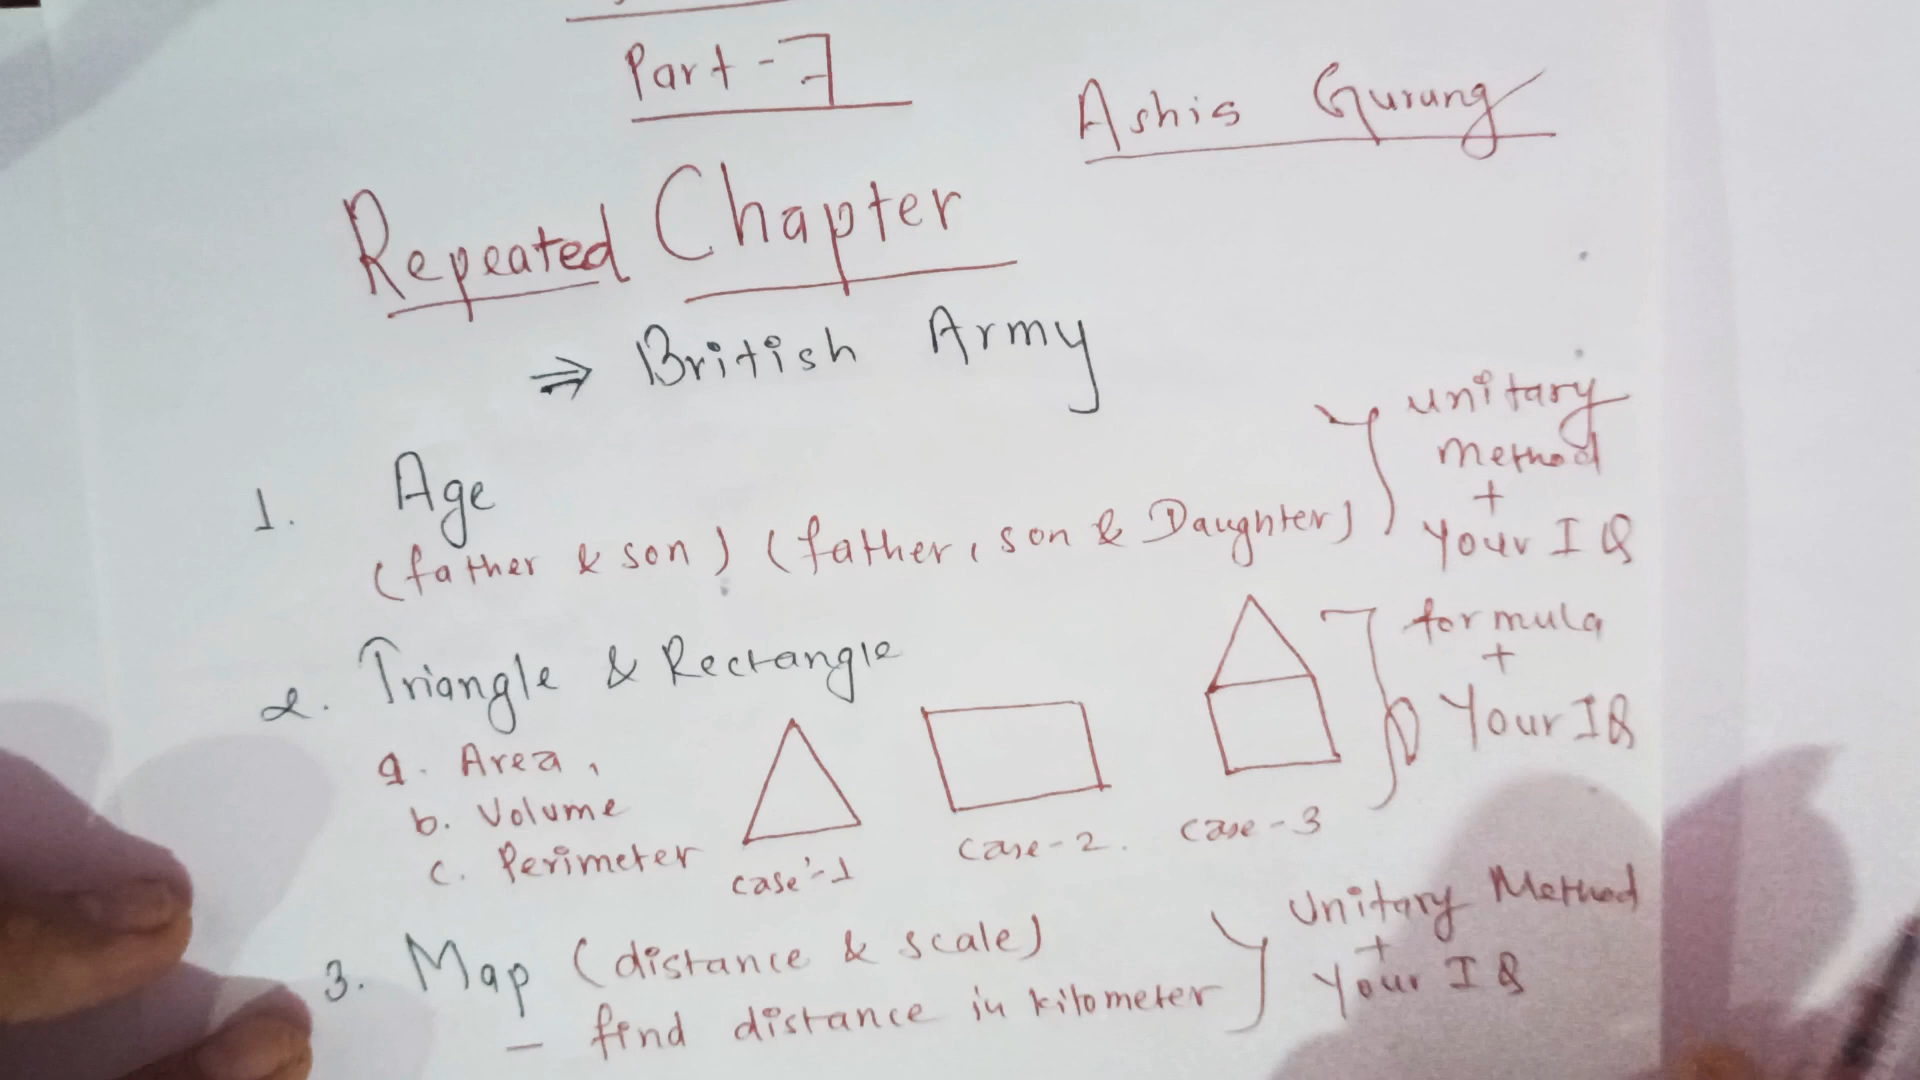 Part-7
Ashis Gurung
Repeated Chapter
⇒ British Army
1. Age
(father & son) (father, son & Daughter)
unitary
Method
+
Your IQ
2. Triangle & Rectangle
a. Area,
b. Volume
c. Perimeter
case-1
case-2.
case-3
formula
+
Your IQ
3. Map (distance & scale)
- find distance in kilometer
Unitary Method
+
Your IQ